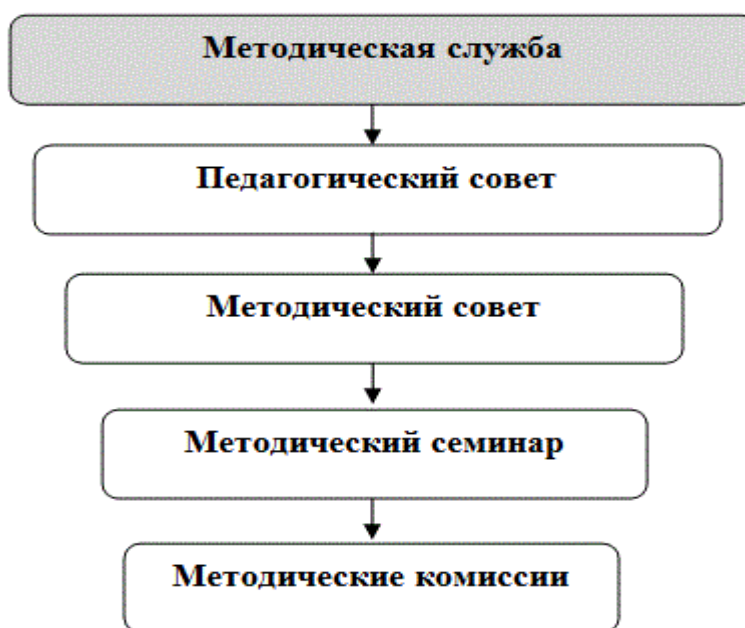 Методическая служба
Педагогический совет
Методический совет
Методический семинар
Методические комиссии